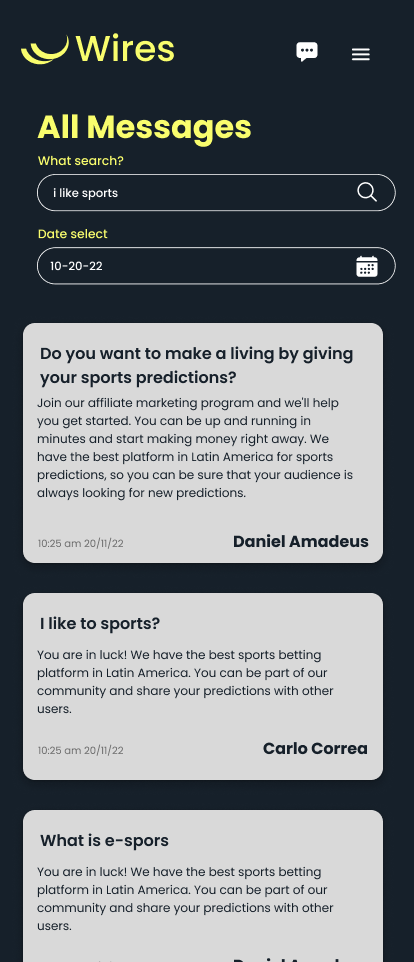 Wires
All Messages
What search?
i like sports
Date select
10-20-22
Do you want to make a living by giving
your sports predictions?
Join our affiliate marketing program and we'll help
you get started. You can be up and running in
minutes and start making money right away. We
have the best platform in Latin America for sports
predictions, so you can be sure that your audience is
always looking for new predictions.
10:25 am 20/11/22
Daniel Amadeus
I like to sports?
You are in luck! We have the best sports betting
platform in Latin America. You can be part of our
community and share your predictions with other
users.
10:25 am 20/11/22
Carlo Correa
What is e-spors
You are in luck! We have the best sports betting
platform in Latin America. You can be part of our
community and share your predictions with other
users.